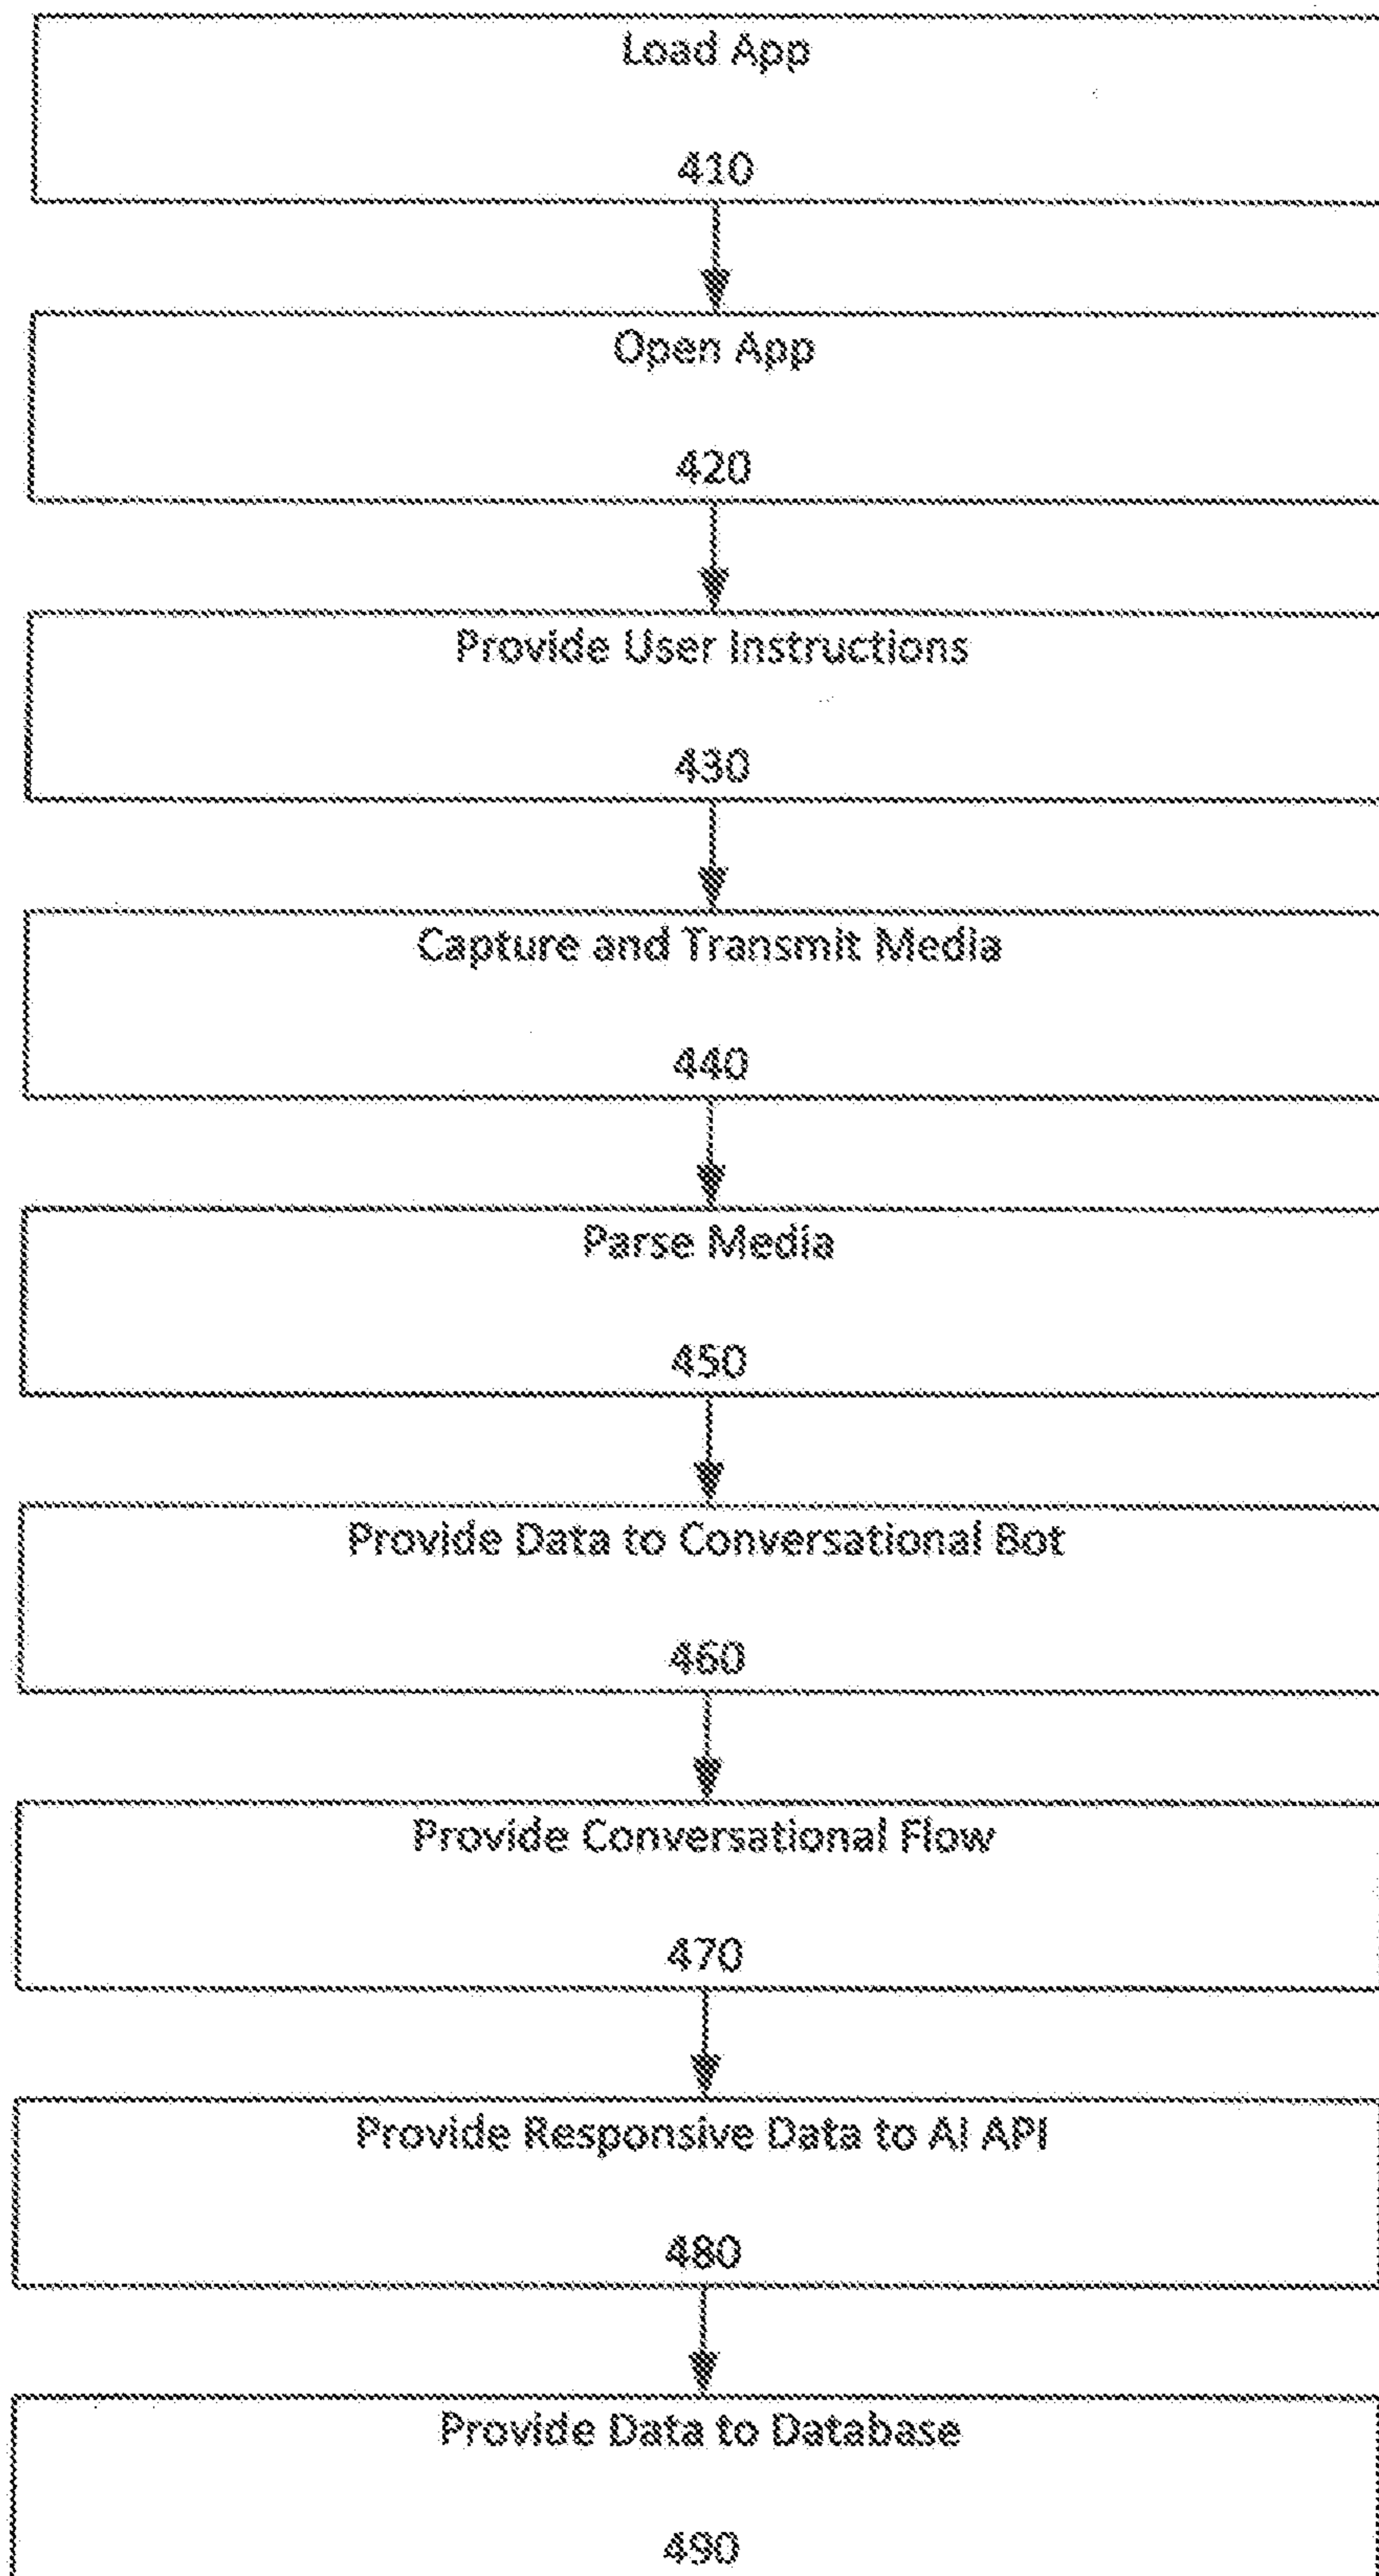 Load App
410
Open App
420
Provide User Instructions
430
Capture and Transmit Media
440
Parse Media
450
Provide Data to Conversational Bot
460
Provide Conversational Flow
470
Provide Responsive Data to AI API
480
Provide Data to Database
490